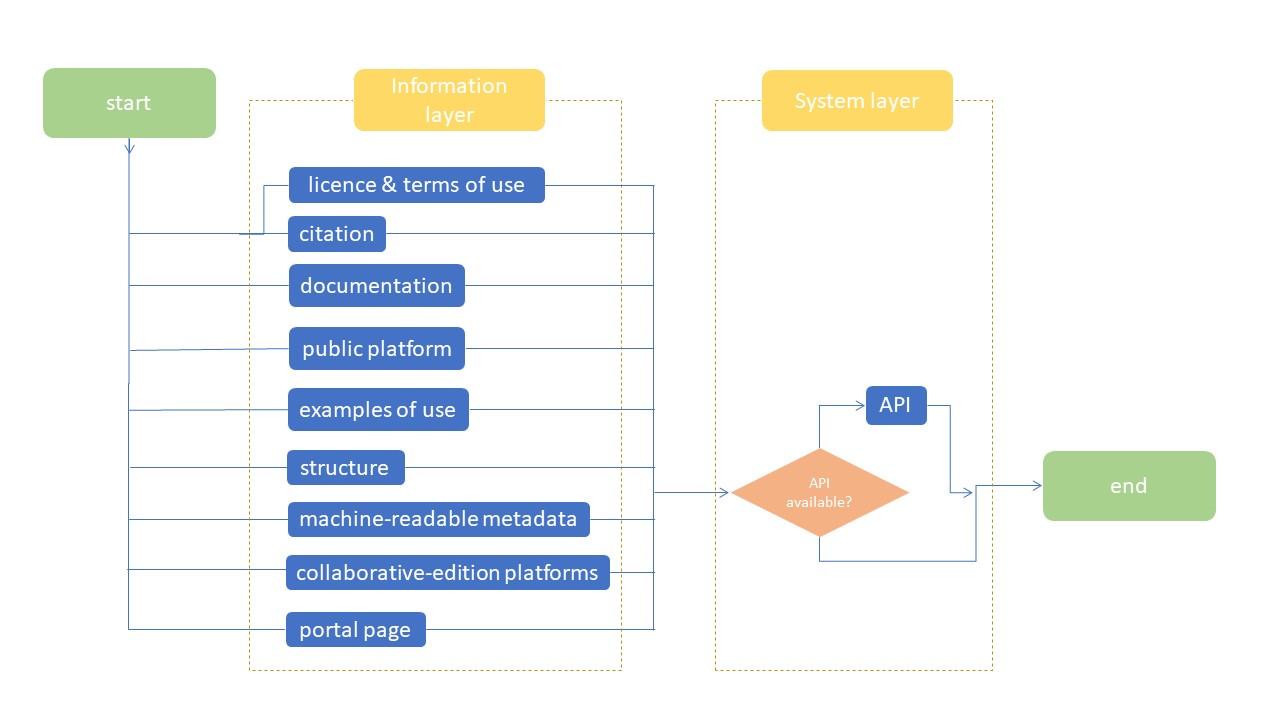 start
Information
layer
System layer
licence & terms of use
citation
documentation
public platform
examples of use
structure
machine-readable metadata
collaborative-edition platforms
portal page
API
API
available?
end